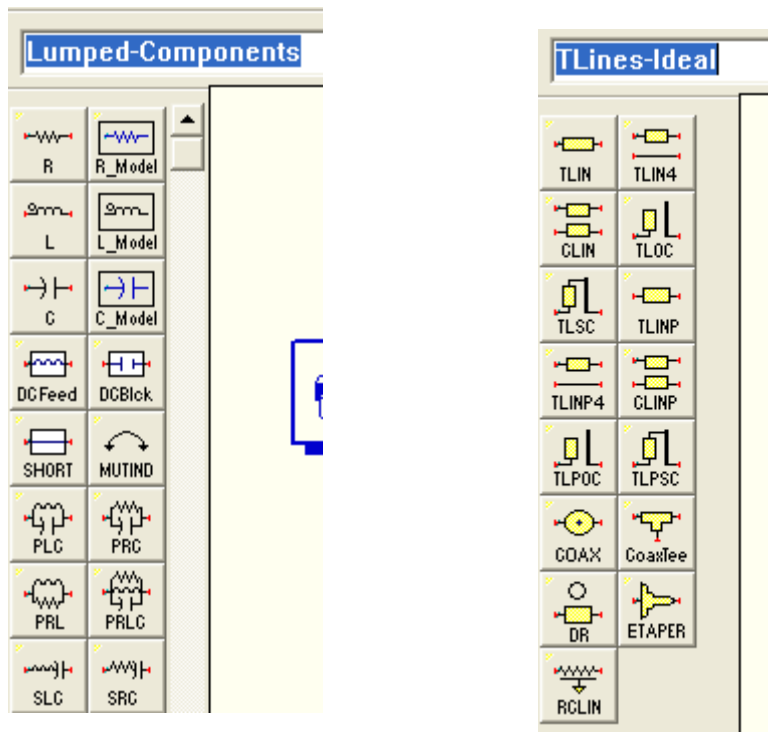 Lumped-Components
R R_Model
L L_Model
C C_Model
DCFeed DCBlck
SHORT MUTIND
PLC PRC
PRL PRLC
SLC SRC
TLines-Ideal
TLIN TLIN4
CLIN TLOC
TLSC TLINP
TLINP4 CLINP
TLPOC TLPSC
COAX CoaxTee
DR ETAPER
RCLIN